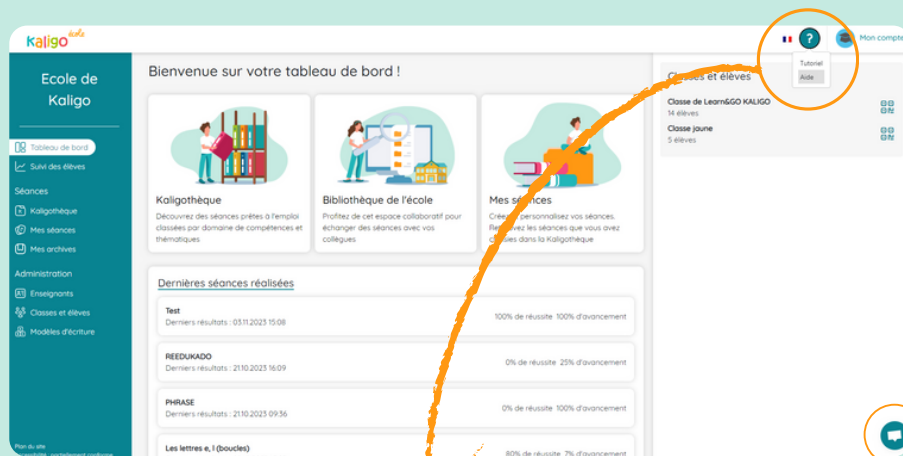 Kaligo école
?
Mon compte
Tutoriel
Aide
Ecole de
Kaligo
Tableau de bord
Suivi des élèves
Séances
Kaligothèque
Mes séances
Mes archives
Administration
Enseignants
Classes et élèves
Modèles d'écriture
Plan du site
Bienvenue sur votre tableau de bord !
Kaligothèque
Découvrez des séances prêtes à l'emploi
classées par domaine de compétences et
thématiques
Bibliothèque de l'école
Profitez de cet espace collaboratif pour
échanger des séances avec vos
collègues
Mes séances
personnalisez vos séances.
les séances que vous avez
dans la Kaligothèque
Dernières séances réalisées
Test
Derniers résultats : 03.11.2023 15:08
100% de réussite 100% d'avancement
REEDUKADO
Derniers résultats : 21.10.2023 16:09
0% de réussite 25% d'avancement
PHRASE
Derniers résultats : 21.10.2023 09:36
0% de réussite 100% d'avancement
Les lettres e, l (boucles)
80% de réussite 7% d'avancement
Classes et élèves
Classe de Learn&GO KALIGO
14 élèves
Classe jaune
5 élèves